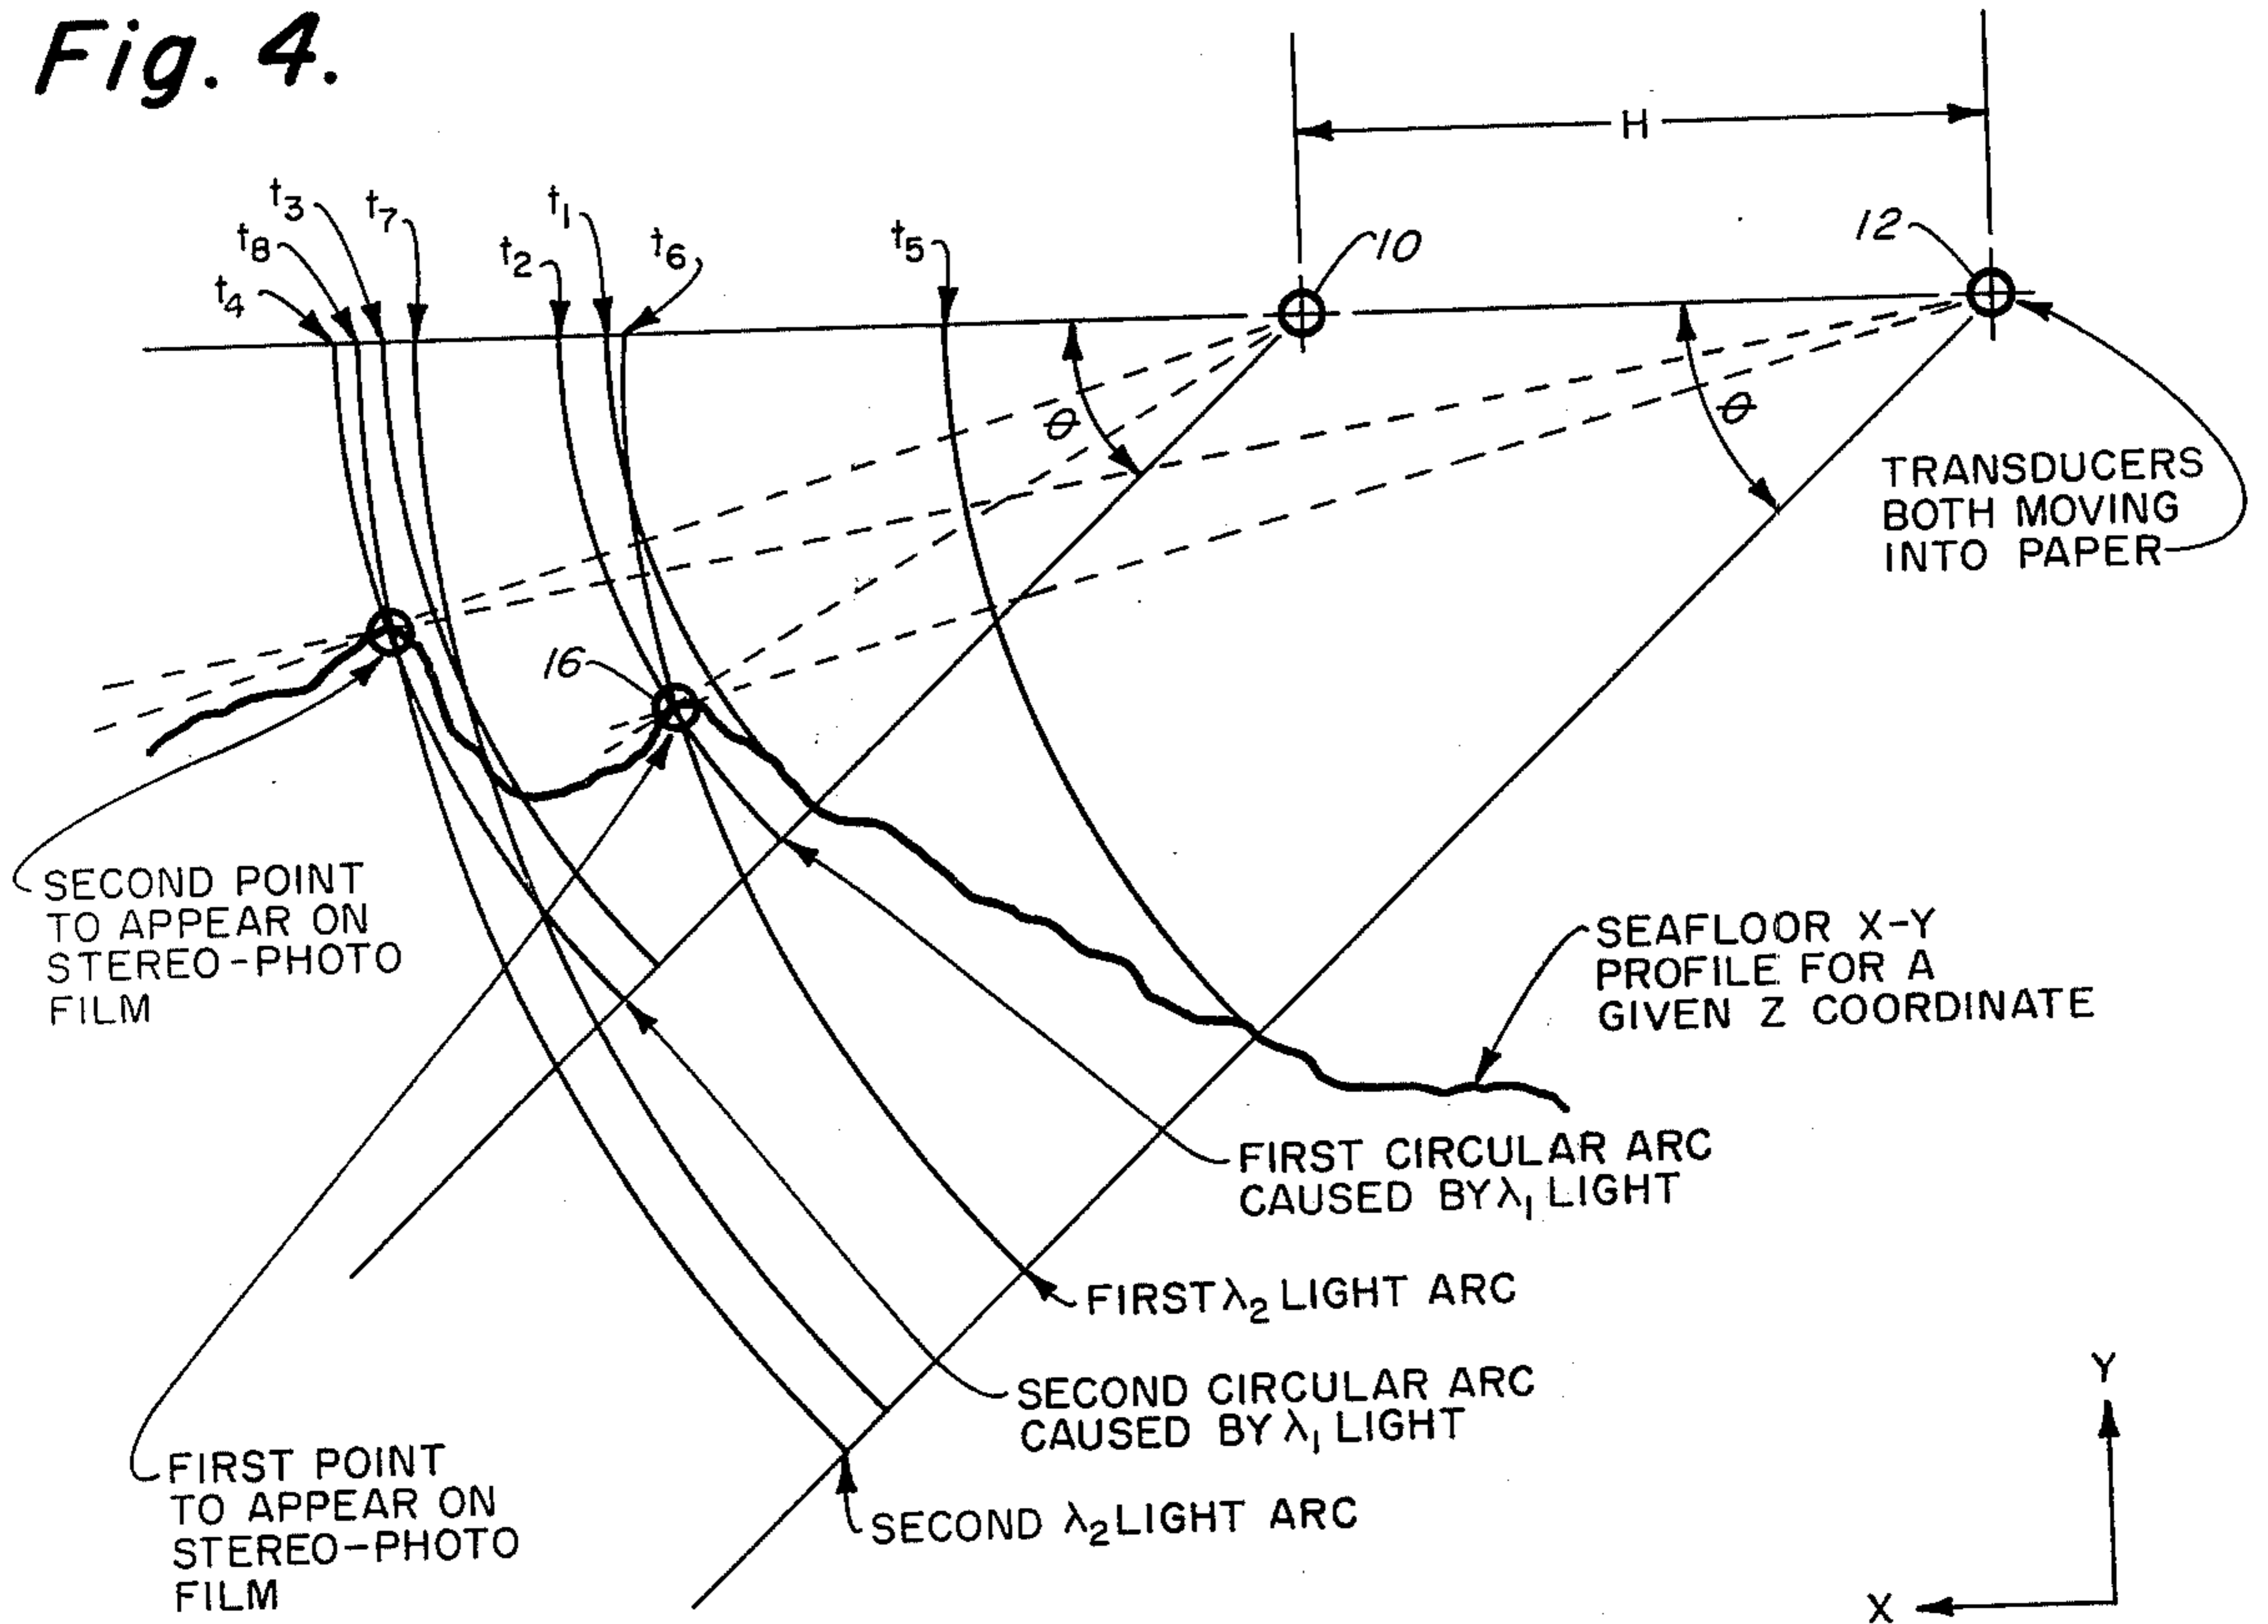 Fig. 4.
H
t3
t7
t1
t8
t2
t6
t5
10
12
t4
θ
θ
TRANSDUCERS
BOTH MOVING
INTO PAPER
16
SECOND POINT
TO APPEAR ON
STEREO-PHOTO
FILM
SEAFLOOR X-Y
PROFILE FOR A
GIVEN Z COORDINATE
FIRST CIRCULAR ARC
CAUSED BY λ1 LIGHT
FIRST λ2 LIGHT ARC
SECOND CIRCULAR ARC
CAUSED BY λ1 LIGHT
FIRST POINT
TO APPEAR ON
STEREO-PHOTO
FILM
SECOND λ2 LIGHT ARC
Y
X